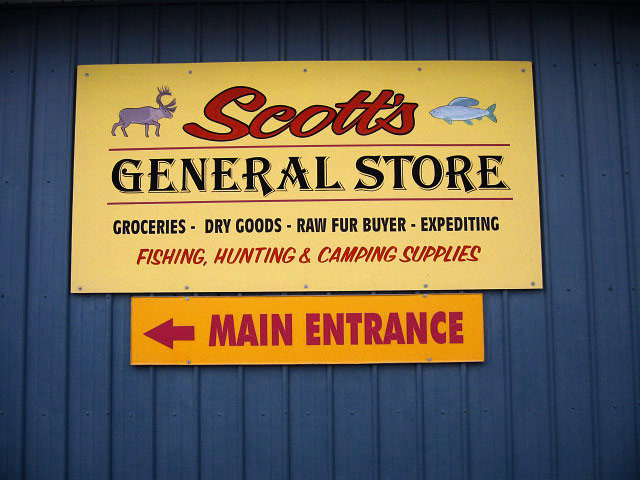 Scott's
GENERAL STORE
GROCERIES - DRY GOODS - RAW FUR BUYER - EXPEDITING
FISHING, HUNTING & CAMPING SUPPLIES
MAIN ENTRANCE